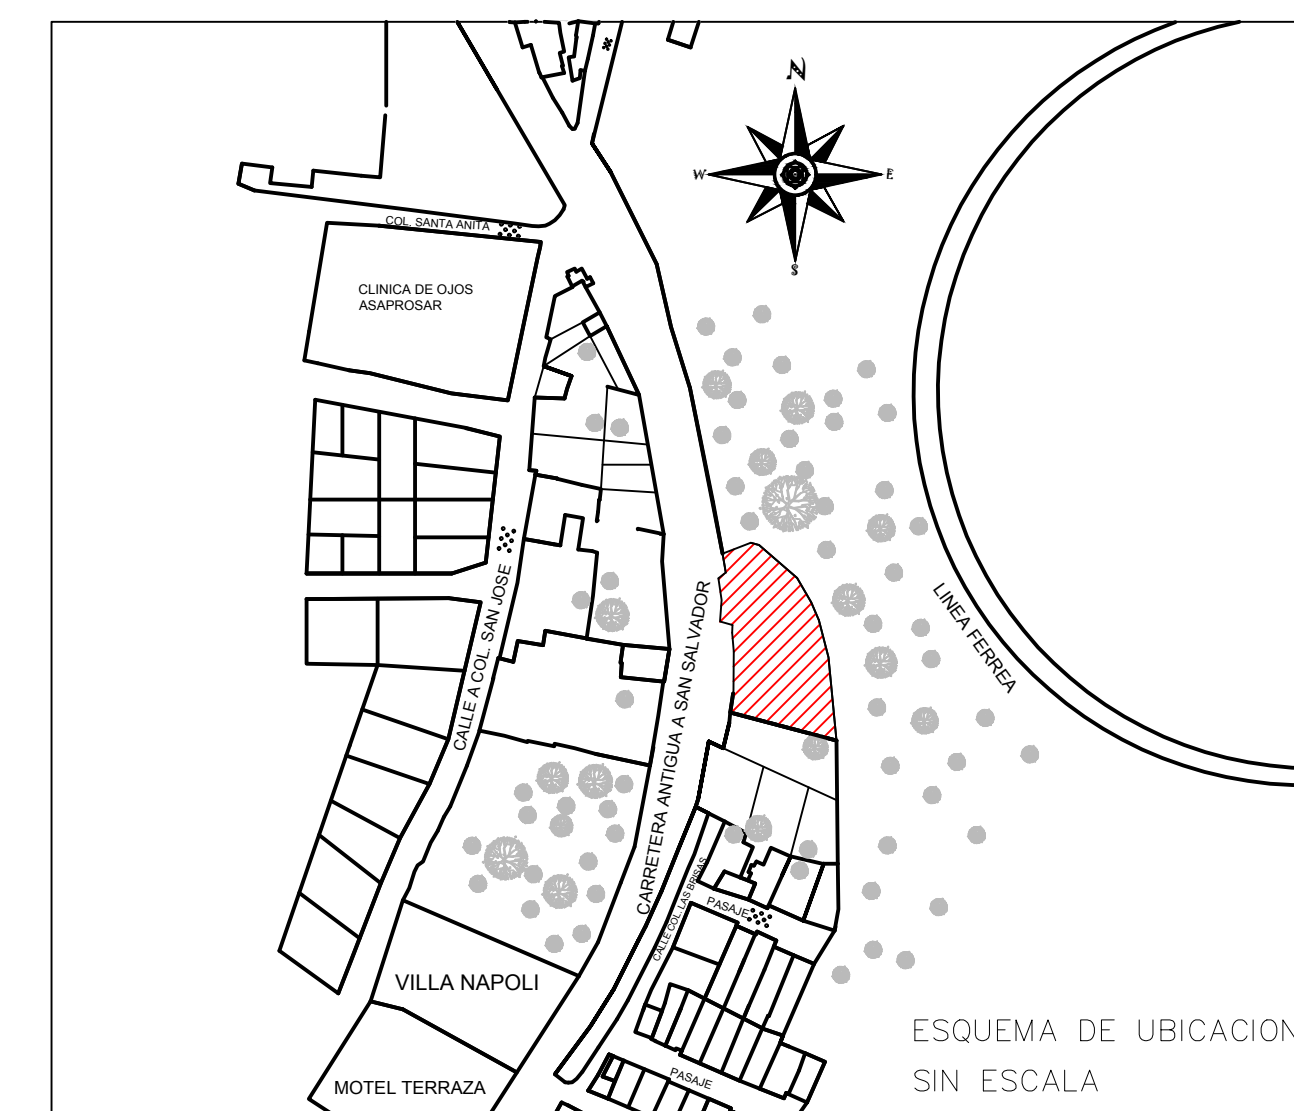 N
W
E
S
COL. SANTA ANITA
CLINICA DE OJOS
ASAPROSAR
CALLE A COL. SAN JOSE
CARRETERA ANTIGUA A SAN SALVADOR
LINEA FERREA
CALLE COL. LAS BRISAS
PASAJE
VILLA NAPOLI
PASAJE
MOTEL TERRAZA
ESQUEMA DE UBICACION
SIN ESCALA